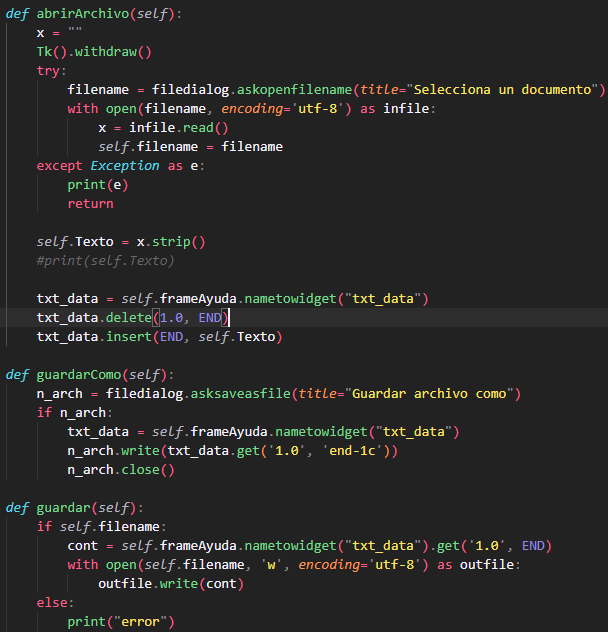 def abrirArchivo(self):
    x = ""
    Tk().withdraw()
    try:
        filename = filedialog.askopenfilename(title="Selecciona un documento")
        with open(filename, encoding='utf-8') as infile:
            x = infile.read()
            self.filename = filename
    except Exception as e:
        print(e)
        return

    self.Texto = x.strip()
    #print(self.Texto)

    txt_data = self.frameAyuda.nametowidget("txt_data")
    txt_data.delete(1.0, END)
    txt_data.insert(END, self.Texto)

def guardarComo(self):
    n_arch = filedialog.asksaveasfile(title="Guardar archivo como")
    if n_arch:
        txt_data = self.frameAyuda.nametowidget("txt_data")
        n_arch.write(txt_data.get('1.0', 'end-1c'))
        n_arch.close()

def guardar(self):
    if self.filename:
        cont = self.frameAyuda.nametowidget("txt_data").get('1.0', END)
        with open(self.filename, 'w', encoding='utf-8') as outfile:
            outfile.write(cont)
    else:
        print("error")